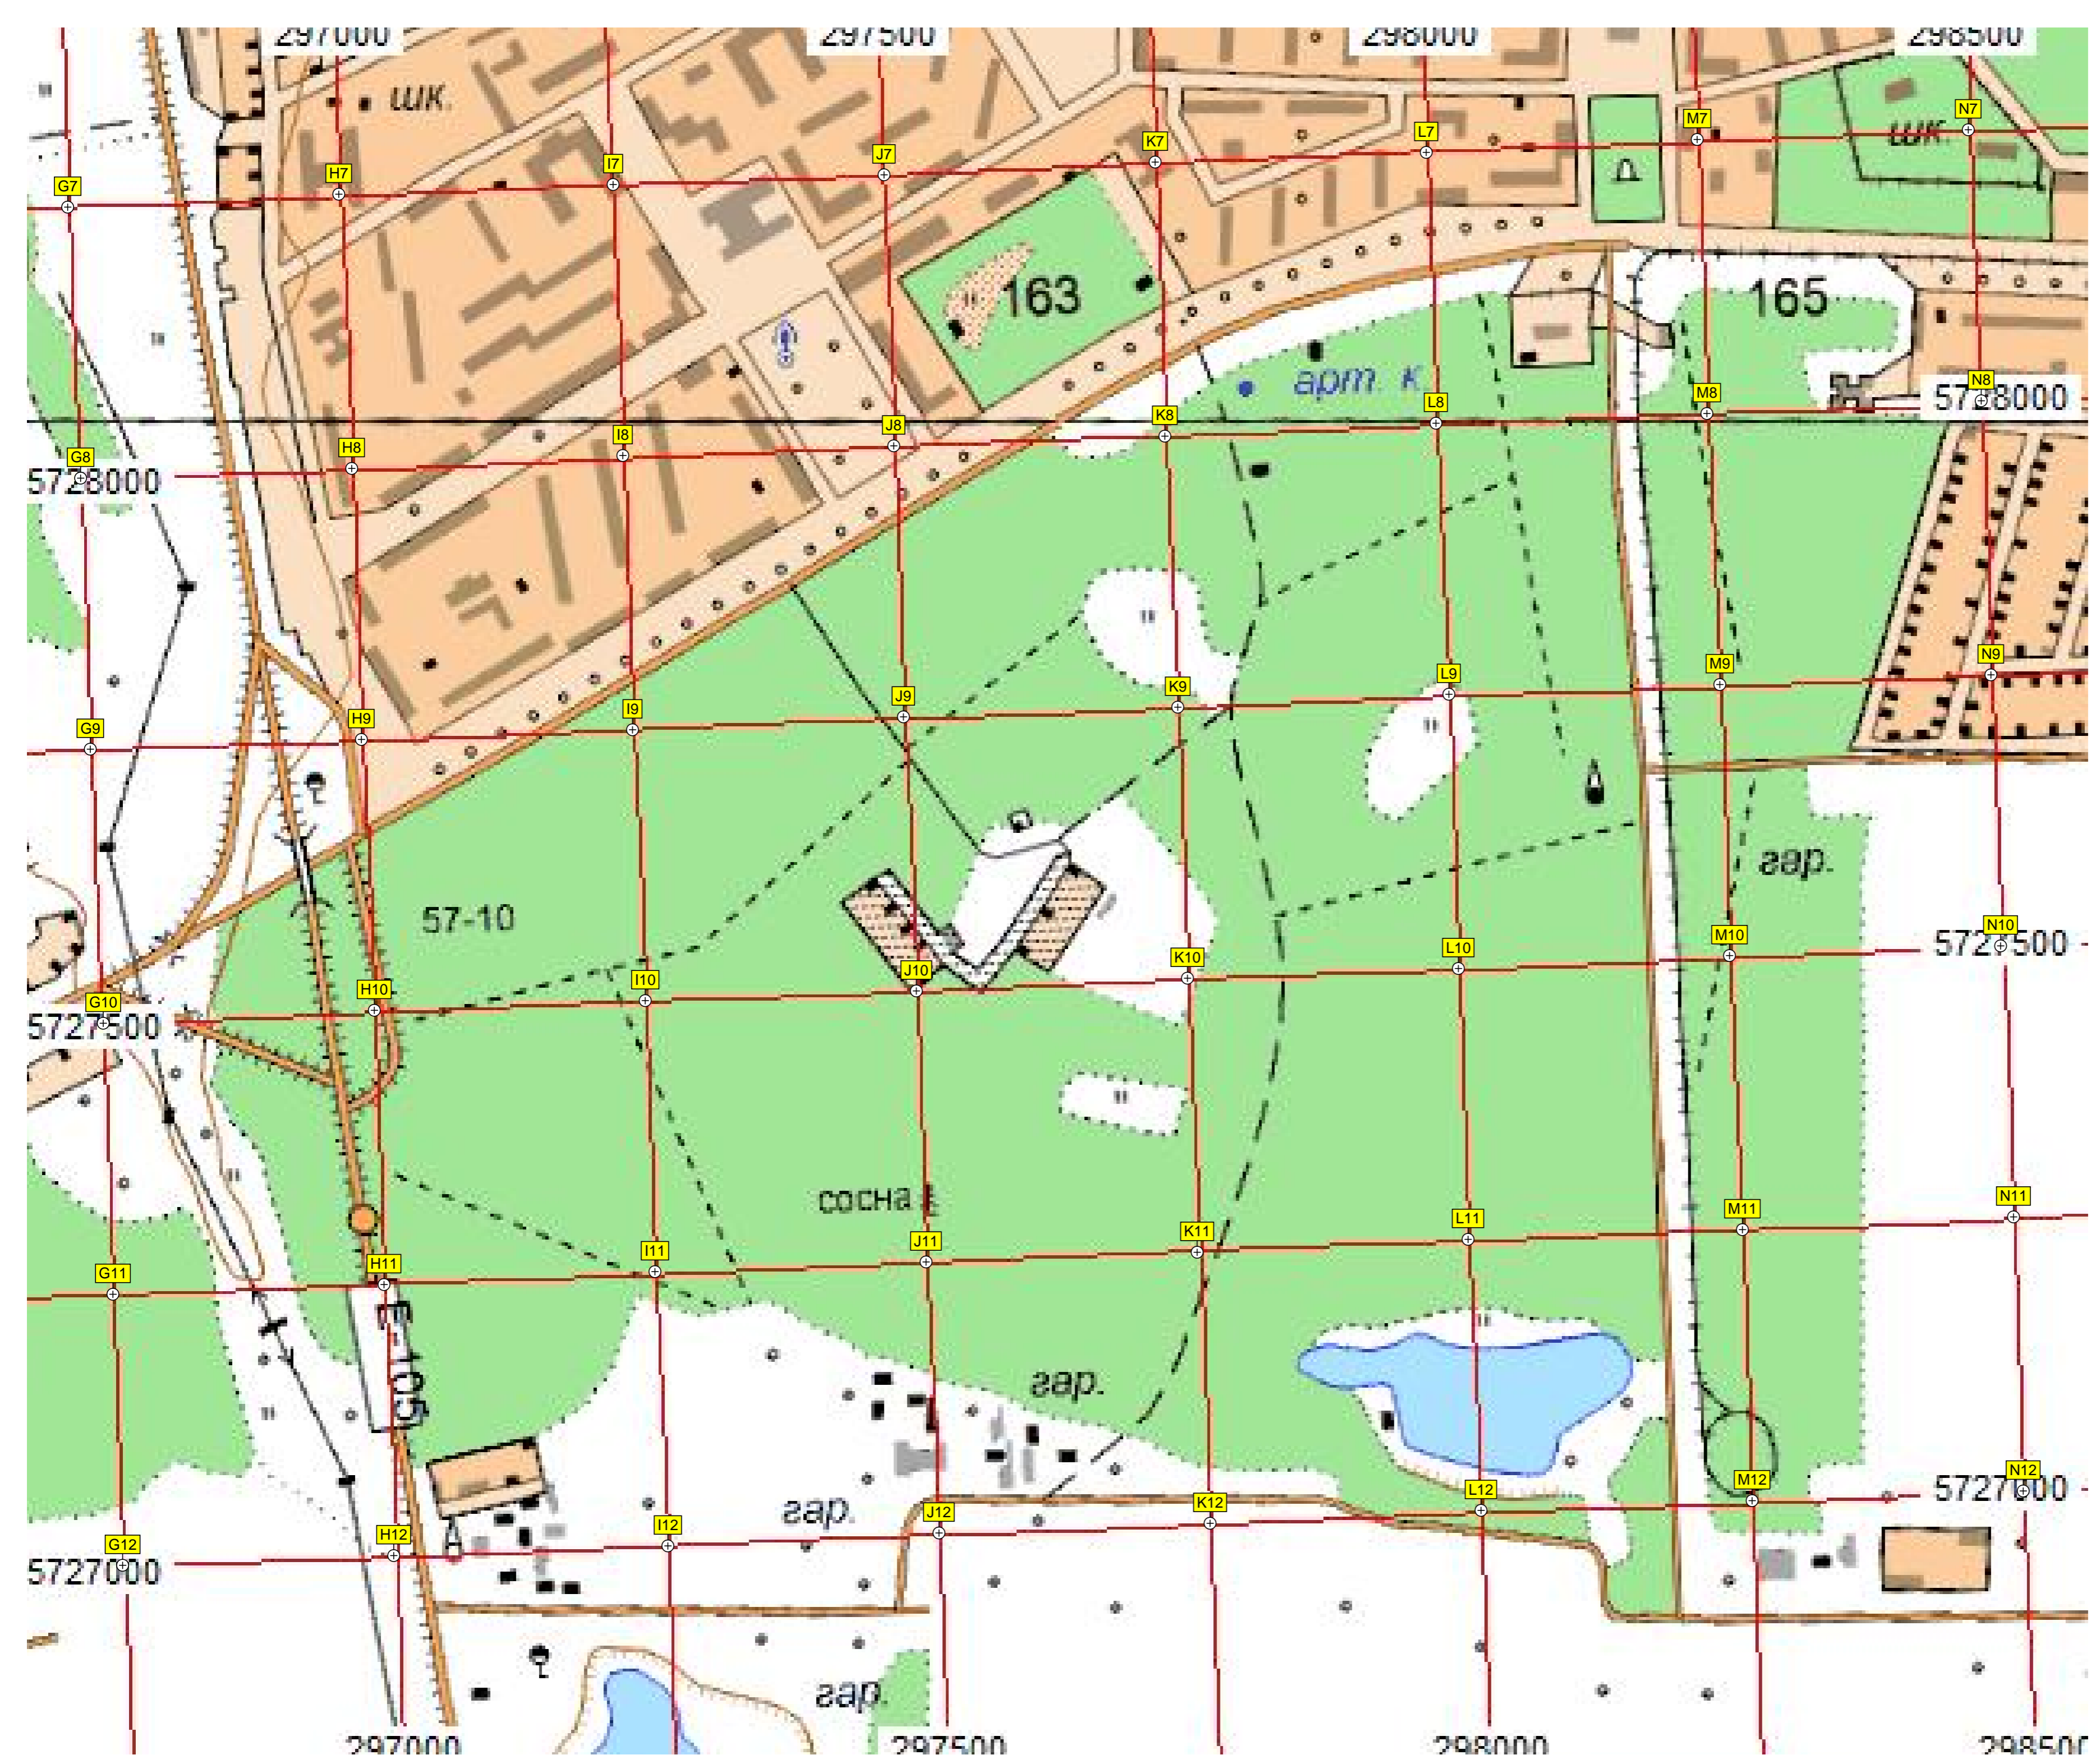 297000 297500 298000 298500
шк.
G7 H7 I7 J7 K7 L7 M7 N7
шк.
163 165
арт. к
G8 H8 I8 J8 K8 L8 M8 N8
5728000 5728000
G9 H9 I9 J9 K9 L9 M9 N9
гар.
57-10
G10 H10 I10 J10 K10 L10 M10 N10
5727500 5727500
сосна
G11 H11 I11 J11 K11 L11 M11 N11
E-105
гар.
гар.
G12 H12 I12 J12 K12 L12 M12 N12
5727000 5727000
гар.
297000 297500 298000 298500